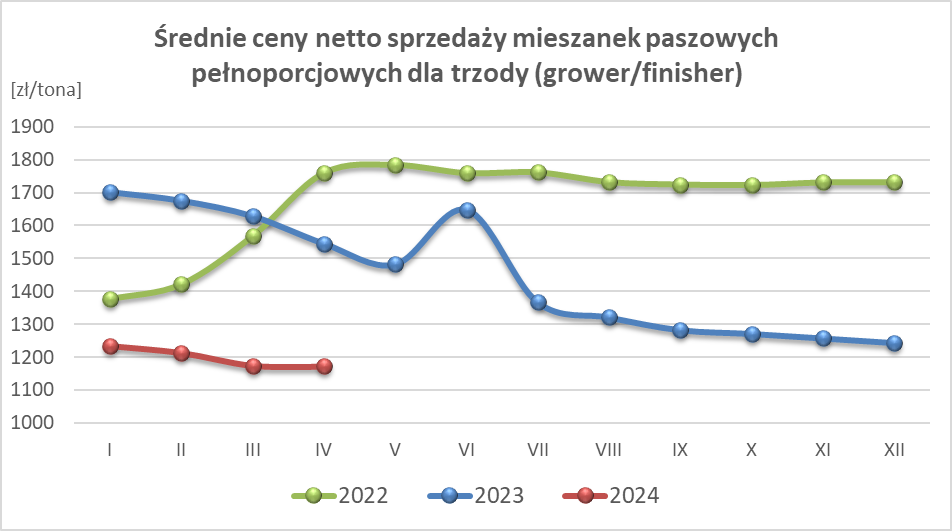 Średnie ceny netto sprzedaży mieszanek paszowych
pełnoporcjowych dla trzody (grower/finisher)
[zł/tona]
1900
1800
1700
1600
1500
1400
1300
1200
1100
1000
I II III IV V VI VII VIII IX X XI XII
2022 2023 2024